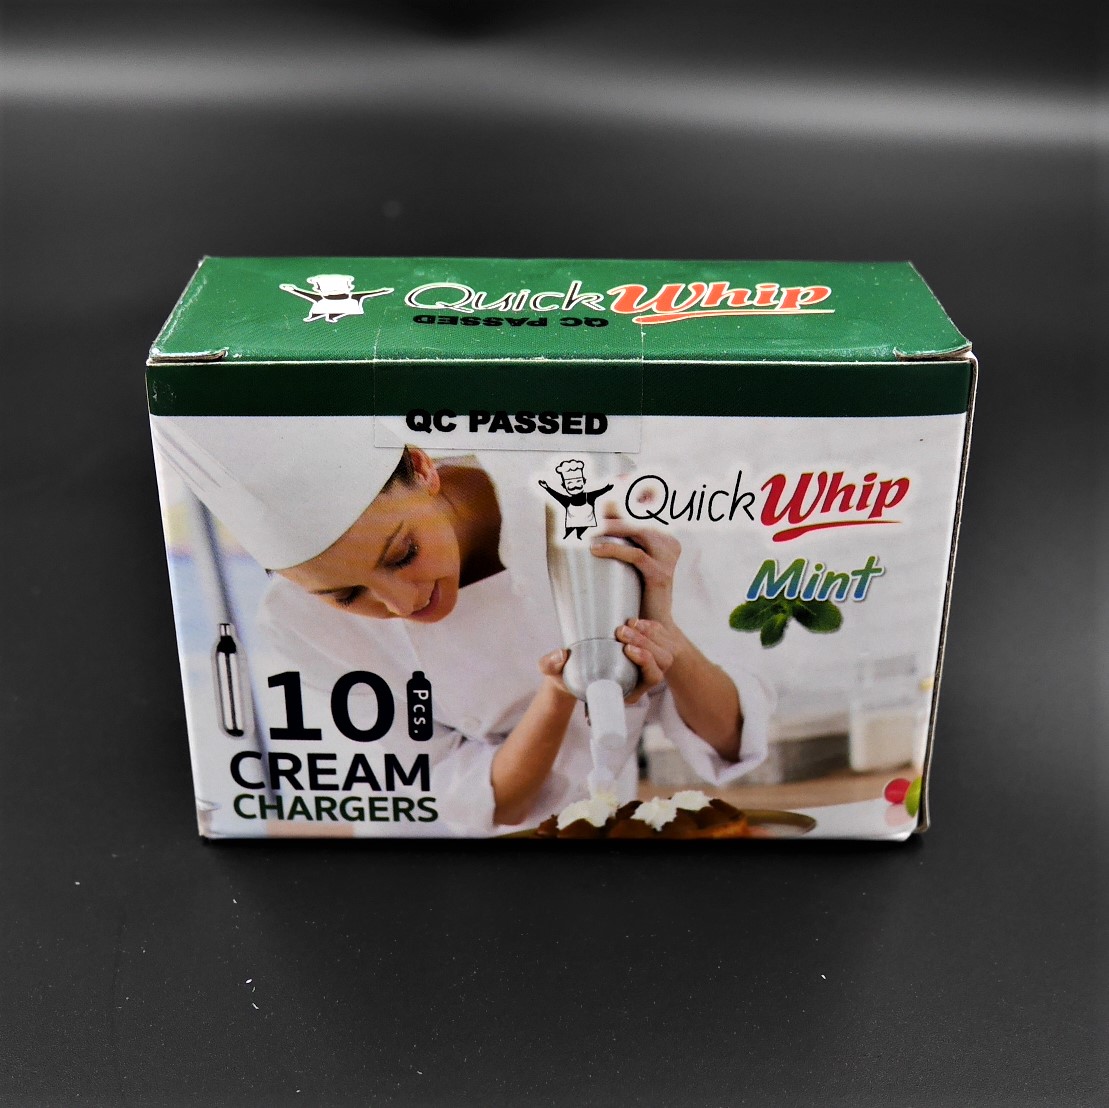 QuickWhip
QC PASSED
QC PASSED
QuickWhip
Mint
10 Pcs.
CREAM
CHARGERS